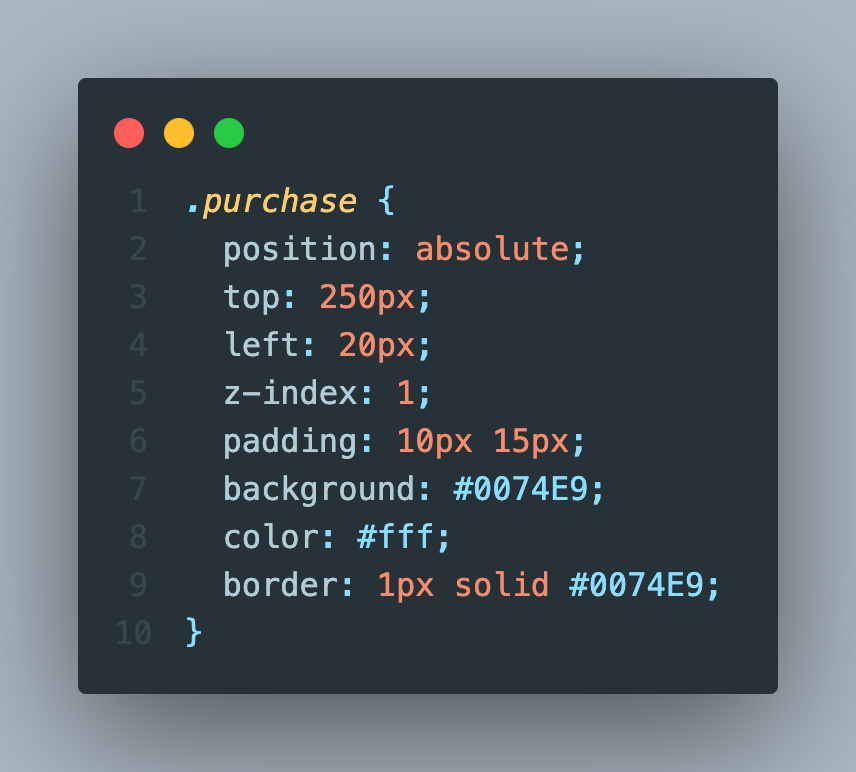 1 .purchase {
2 position: absolute;
3 top: 250px;
4 left: 20px;
5 z-index: 1;
6 padding: 10px 15px;
7 background: #0074E9;
8 color: #fff;
9 border: 1px solid #0074E9;
10 }